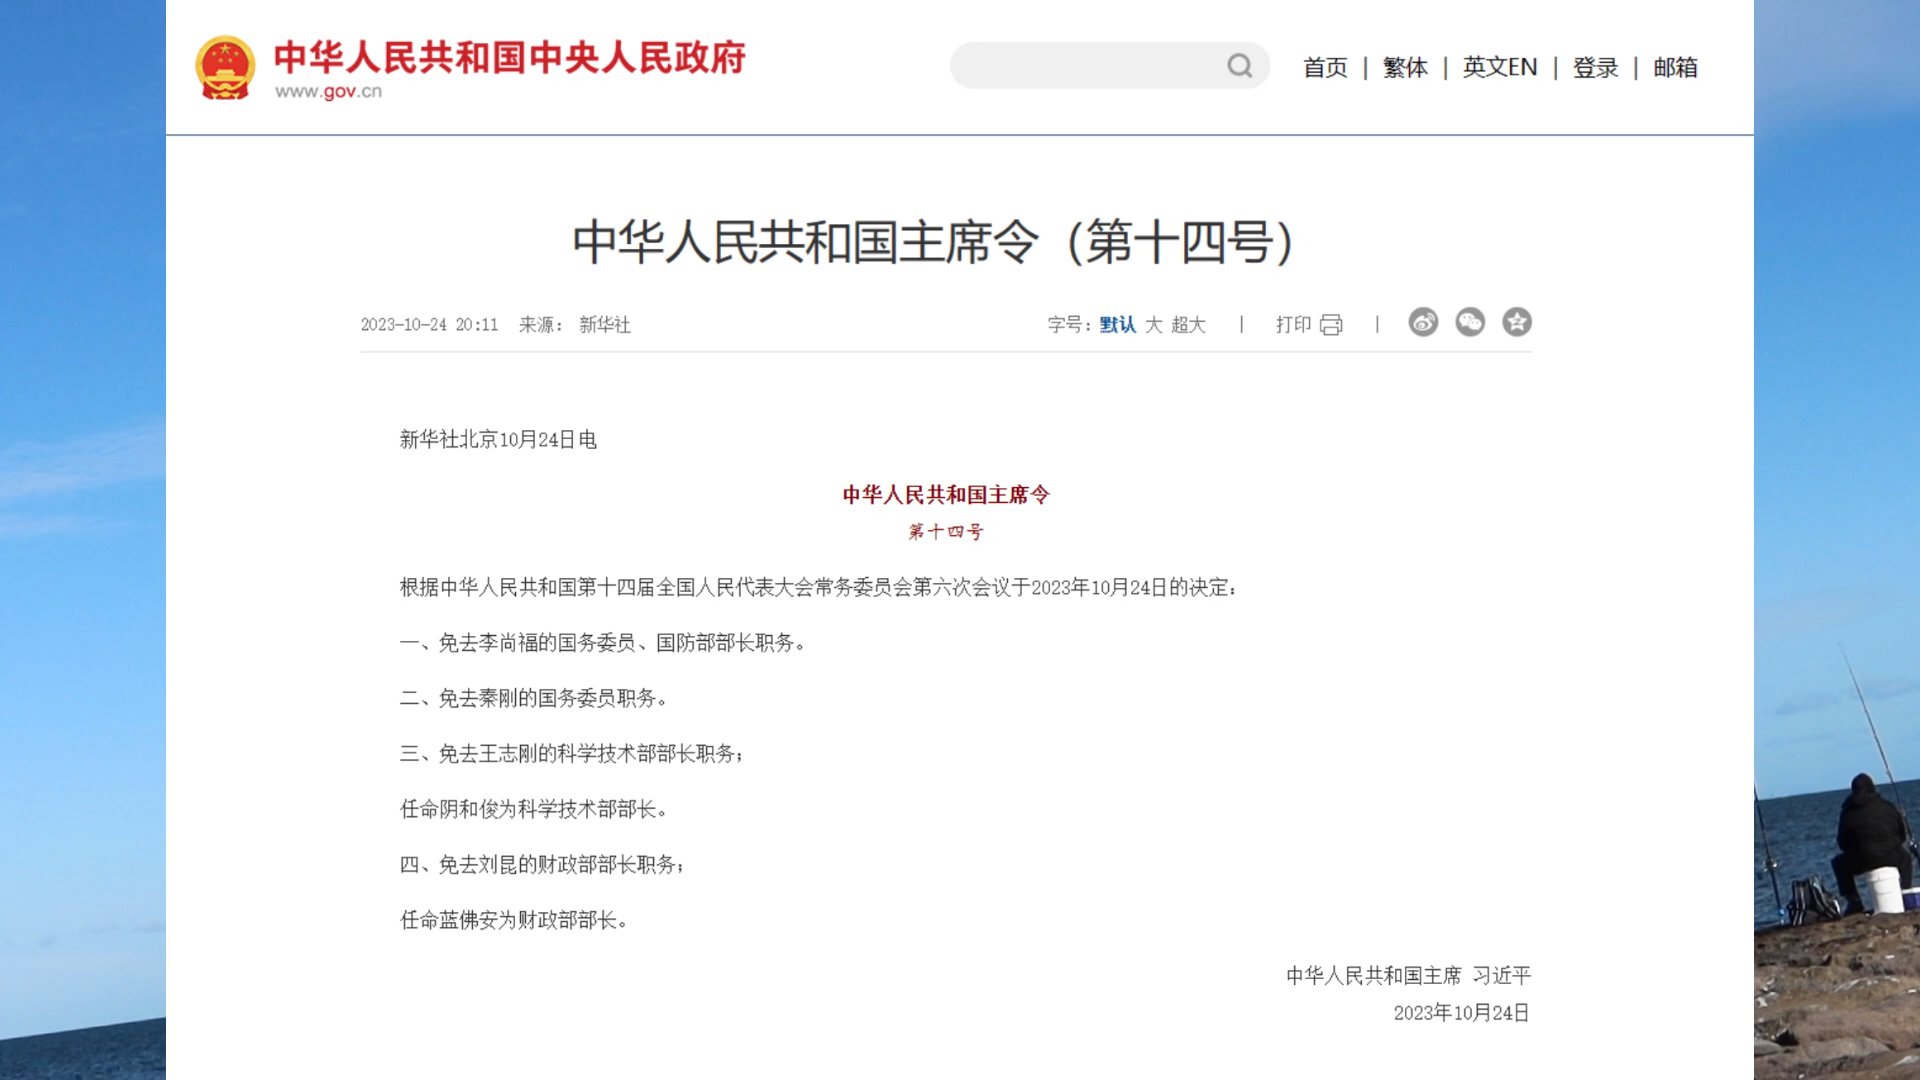 中华人民共和国中央人民政府
www.gov.cn
首页 | 繁体 | 英文EN | 登录 | 邮箱
中华人民共和国主席令（第十四号）
2023-10-24 20:11 来源： 新华社
字号：默认 大 超大 | 打印 |
新华社北京10月24日电
中华人民共和国主席令
第十四号
根据中华人民共和国第十四届全国人民代表大会常务委员会第六次会议于2023年10月24日的决定：
一、免去李尚福的国务委员、国防部部长职务。
二、免去秦刚的国务委员职务。
三、免去王志刚的科学技术部部长职务；
任命阴和俊为科学技术部部长。
四、免去刘昆的财政部部长职务；
任命蓝佛安为财政部部长。
中华人民共和国主席 习近平
2023年10月24日